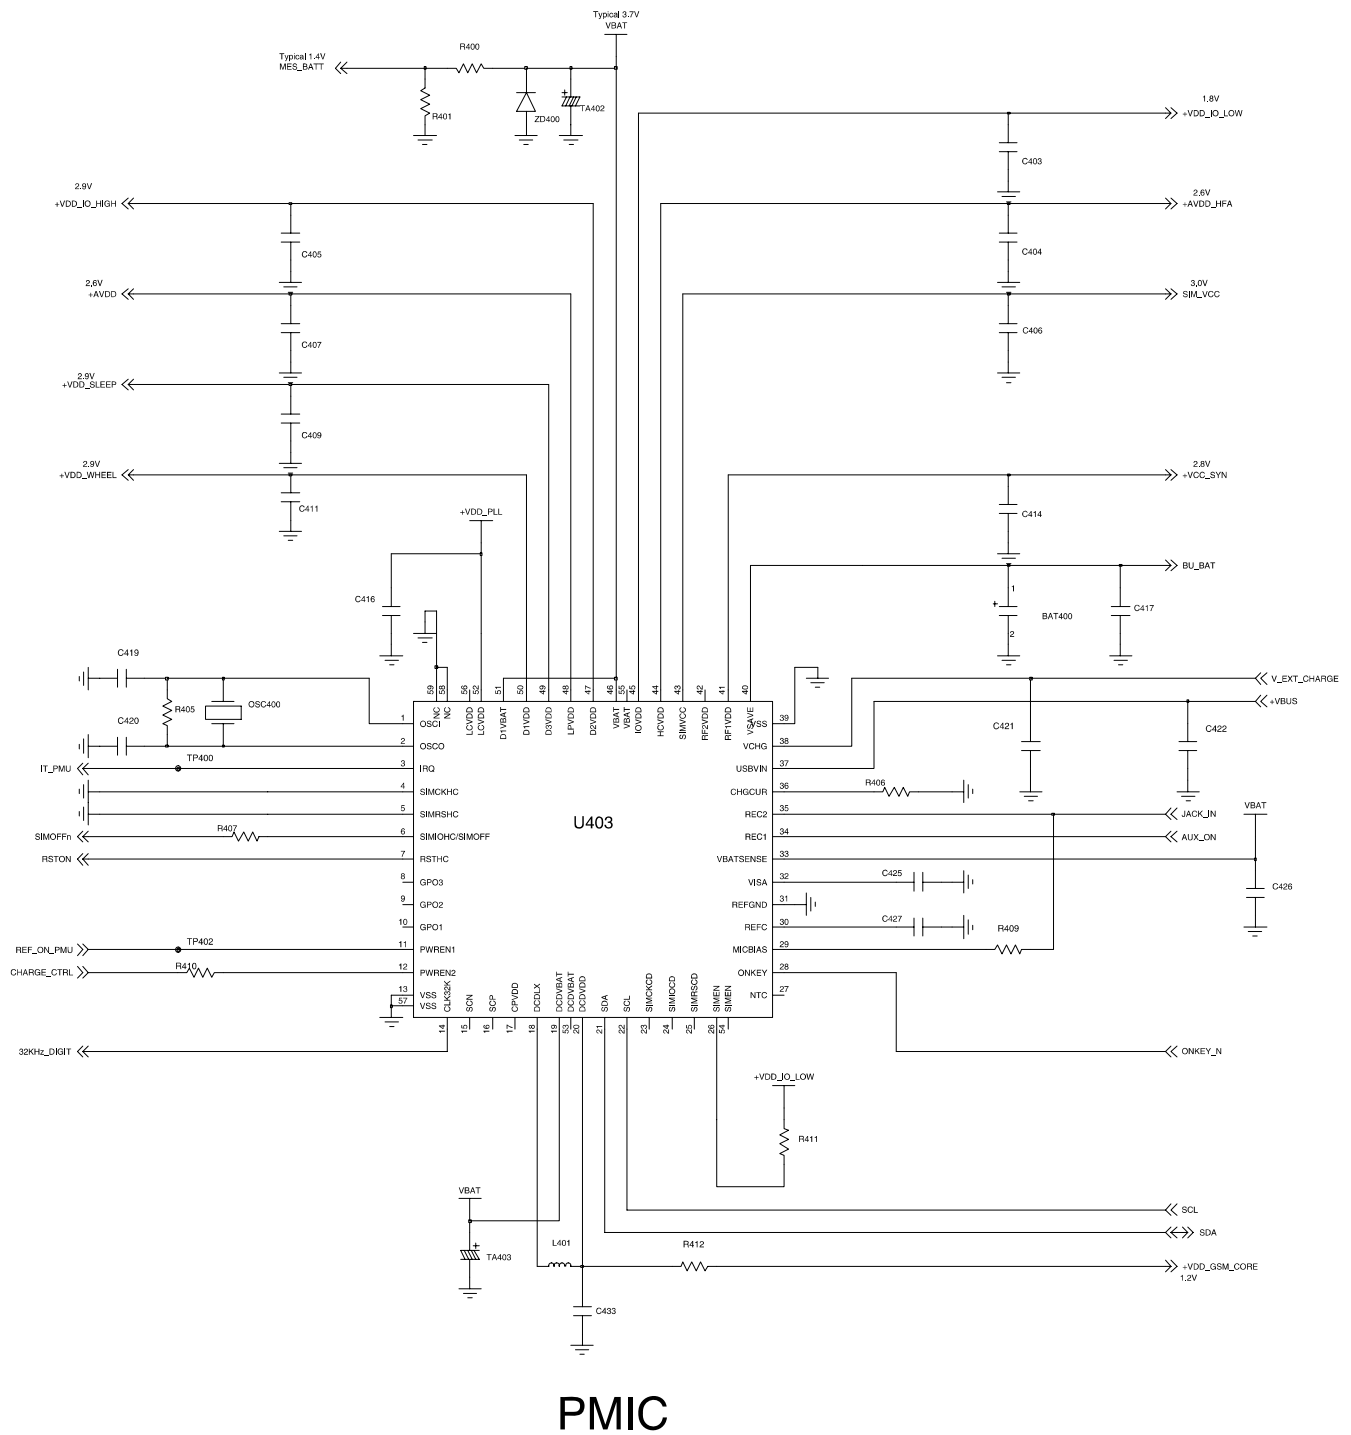 Typical 3.7V
VBAT
R400
Typical 1.4V
MES_BATT
R401
ZD400
TA402
1.8V
+VDD_IO_LOW
C403
2.9V
+VDD_IO_HIGH
C405
2.6V
+AVDD_HFA
C404
2,6V
+AVDD
C407
3,0V
SIM_VCC
C406
2.9V
+VDD_SLEEP
C409
2.9V
+VDD_WHEEL
C411
2.8V
+VCC_SYN
C414
+VDD_PLL
C416
BU_BAT
1
+
2
BAT400
C417
C419
R405
OSC400
C420
V_EXT_CHARGE
+VBUS
C421
C422
59 58 56 52 51 50 49 48 47 46 55 45 44 43 42 41 40
NC NC LCVDD LCVDD D1VBAT D1VDD D3VDD LPVDD D2VDD VBAT VBAT IOVDD HCVDD SIMVCC RF2VDD RF1VDD VSAVE
1 OSCI
2 OSCO
IT_PMU TP400 3 IRQ
4 SIMCKHC
5 SIMRSHC
SIMOFFn R407 6 SIMIOHC/SIMOFF
RSTON 7 RSTHC
8 GPO3
9 GPO2
10 GPO1
REF_ON_PMU TP402 11 PWREN1
CHARGE_CTRL R410 12 PWREN2
13 VSS
57 VSS
U403
VSS 39
VCHG 38
USBVIN 37
CHGCUR 36 R406
REC2 35 JACK_IN
REC1 34 AUX_ON
VBATSENSE 33
VBAT
C426
VISA 32 C425
REFGND 31
REFC 30 C427
MICBIAS 29 R409
ONKEY 28
NTC 27
CLK32K SCN SCP CPVDD DCDLX DCDVBAT DCDVBAT DCDVDD SDA SCL SIMCKCD SIMIOCD SIMRSCD SIMEN SIMEN
14 15 16 17 18 19 53 20 21 22 23 24 25 26 54
32KHz_DIGIT
ONKEY_N
+VDD_IO_LOW
R411
VBAT
TA403
L401
R412
SCL
SDA
+VDD_GSM_CORE
1.2V
C433
PMIC